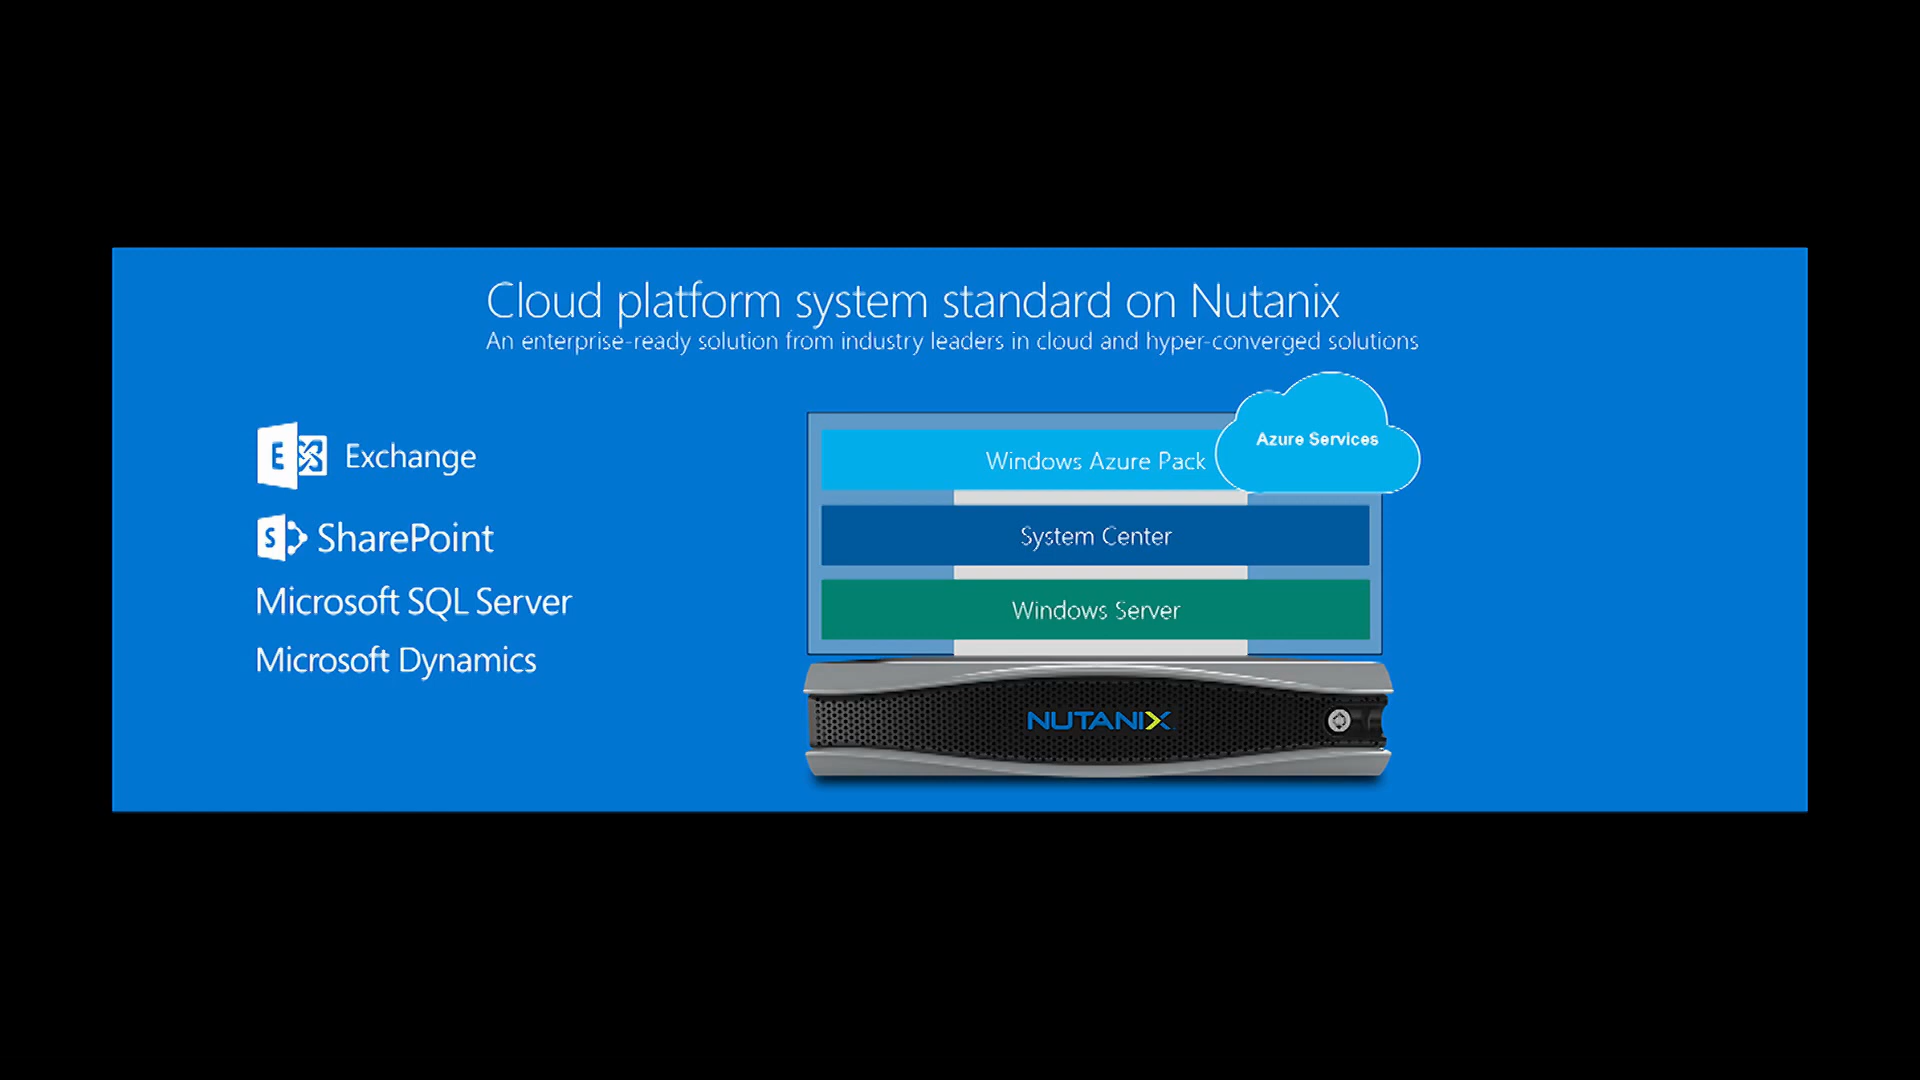 Cloud platform system standard on Nutanix
An enterprise-ready solution from industry leaders in cloud and hyper-converged solutions
E Exchange
S SharePoint
Microsoft SQL Server
Microsoft Dynamics
Azure Services
Windows Azure Pack
System Center
Windows Server
NUTANIX